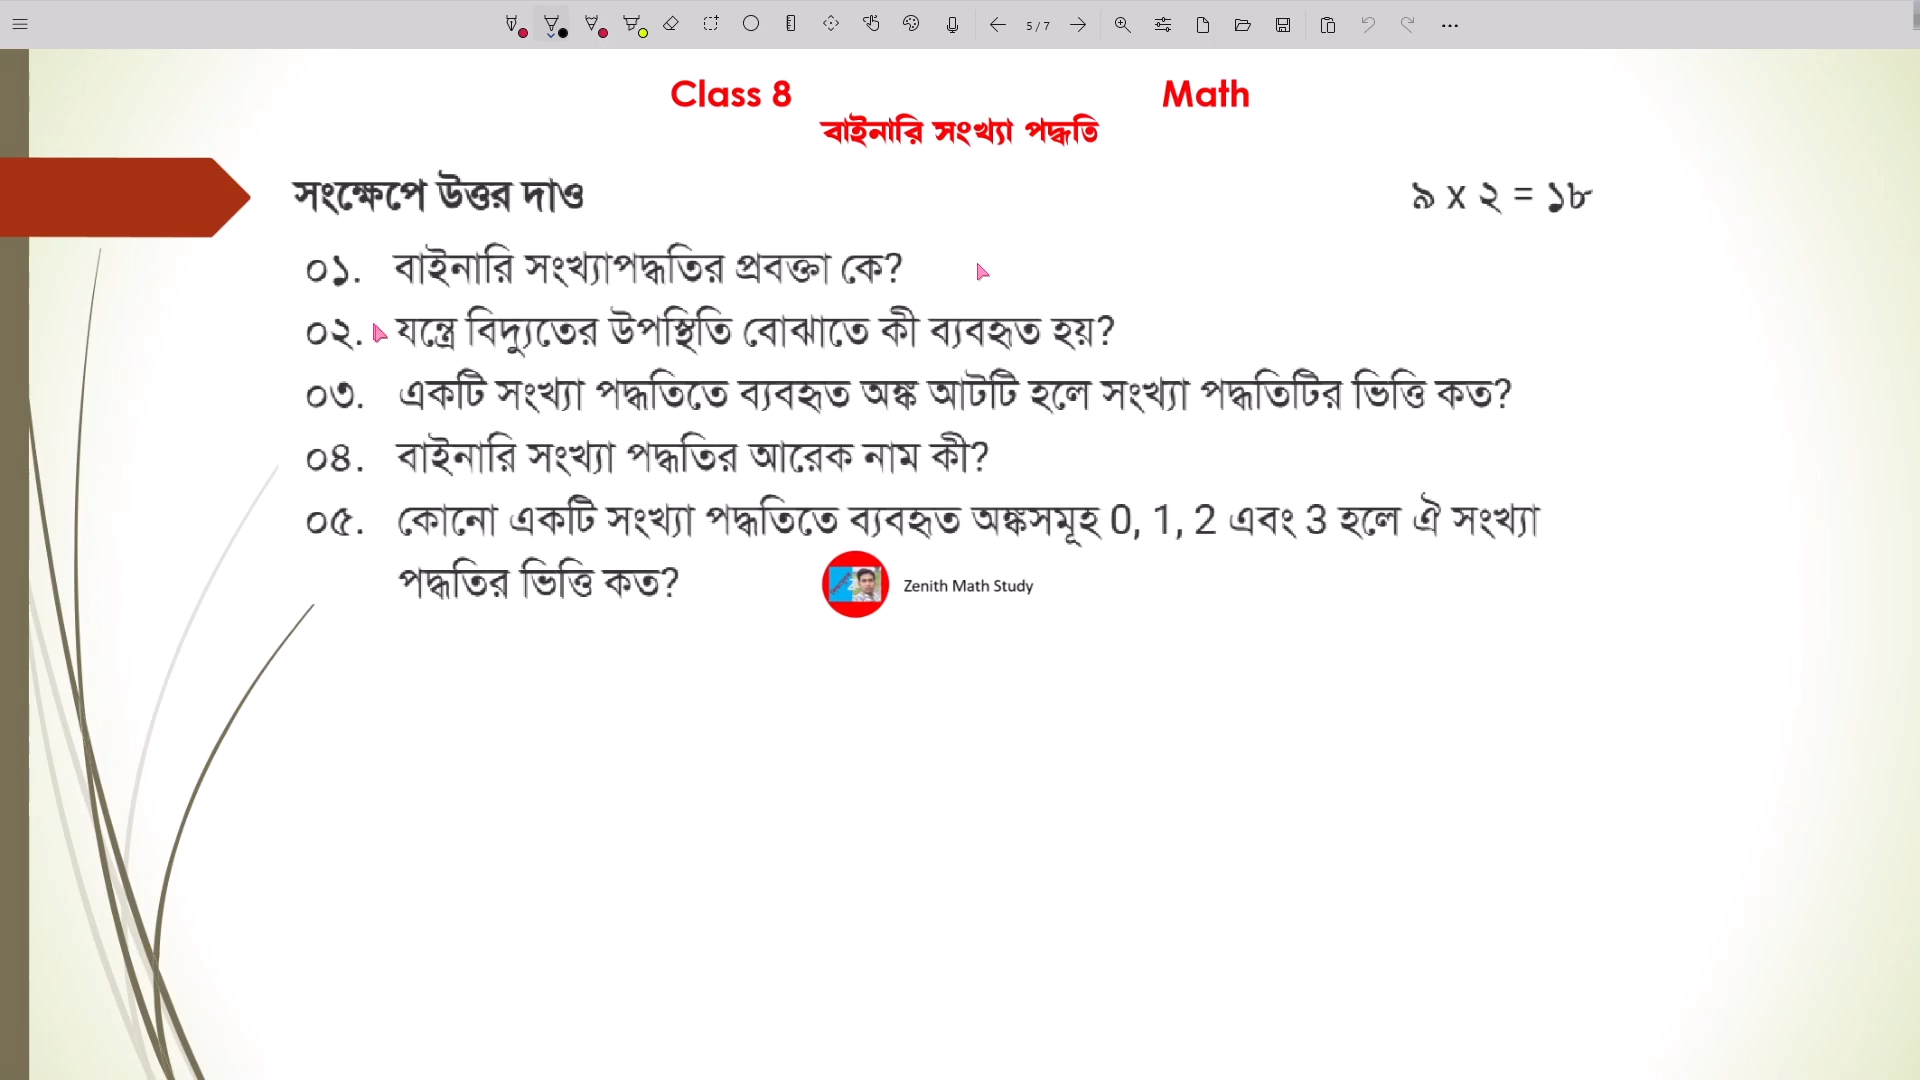 5 / 7
Class 8 Math
বাইনারি সংখ্যা পদ্ধতি
সংক্ষেপে উত্তর দাও ৯ x ২ = ১৮
০১. বাইনারি সংখ্যাপদ্ধতির প্রবক্তা কে?
০২. যন্ত্রে বিদ্যুতের উপস্থিতি বোঝাতে কী ব্যবহৃত হয়?
০৩. একটি সংখ্যা পদ্ধতিতে ব্যবহৃত অঙ্ক আটটি হলে সংখ্যা পদ্ধতিটির ভিত্তি কত?
০৪. বাইনারি সংখ্যা পদ্ধতির আরেক নাম কী?
০৫. কোনো একটি সংখ্যা পদ্ধতিতে ব্যবহৃত অঙ্কসমূহ 0, 1, 2 এবং 3 হলে ঐ সংখ্যা
পদ্ধতির ভিত্তি কত?
Zenith Math Study